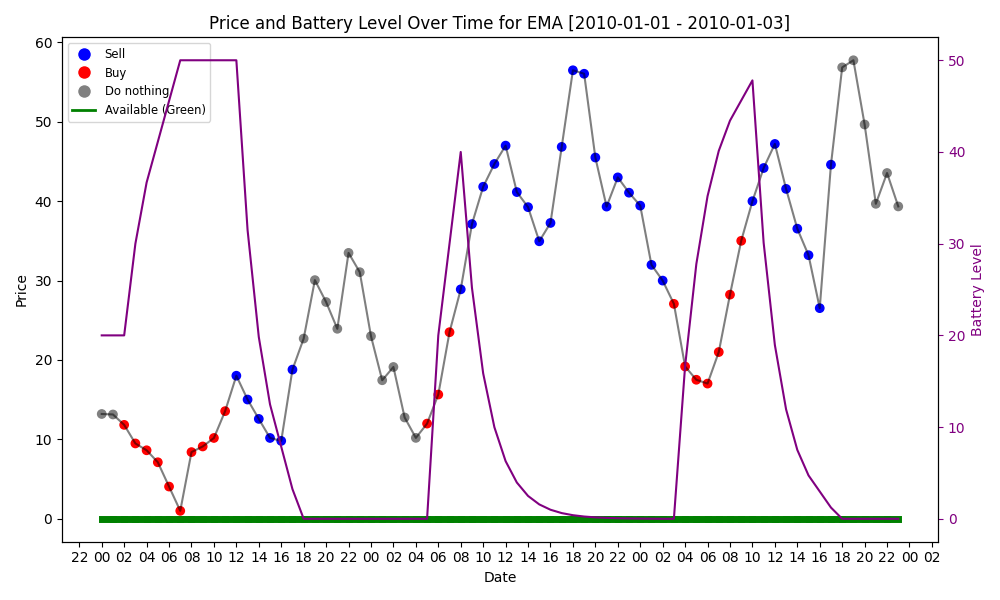 Price and Battery Level Over Time for EMA [2010-01-01 - 2010-01-03]
Sell
Buy
Do nothing
Available (Green)
60
50
40
30
20
10
0
Price
50
40
30
20
10
0
Battery Level
22 00 02 04 06 08 10 12 14 16 18 20 22 00 02 04 06 08 10 12 14 16 18 20 22 00 02 04 06 08 10 12 14 16 18 20 22 00 02
Date